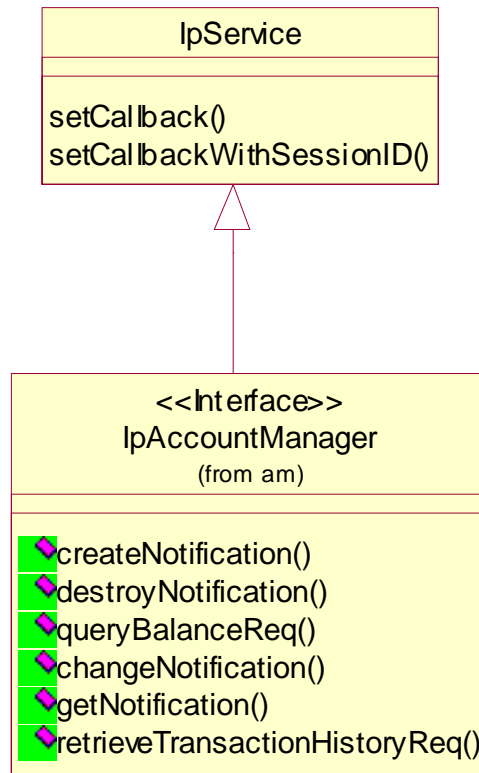 IpService
setCallback()
setCallbackWithSessionID()
<<Interface>>
IpAccountManager
(from am)
createNotification()
destroyNotification()
queryBalanceReq()
changeNotification()
getNotification()
retrieveTransactionHistoryReq()